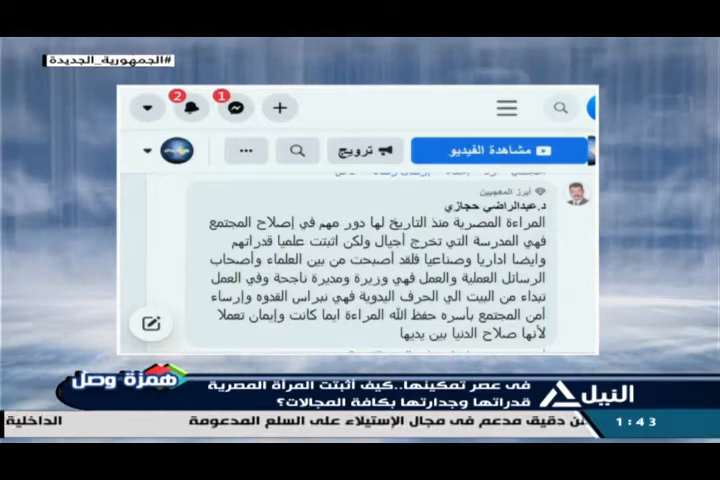 #الجمهورية_الجديدة
2
1
مشاهدة الفيديو
ترويج
أبرز المعجبين
د.عبدالراضي حجازي
المراءة المصرية منذ التاريخ لها دور مهم في إصلاح المجتمع
فهي المدرسة التي تخرج أجيال ولكن اثبتت علميا قدراتهم
وايضا اداريا وصناعيا فلقد أصبحت من بين العلماء وأصحاب
الرسائل العملية والعمل فهي وزيرة ومديرة ناجحة وفي العمل
تبداء من البيت الي الحرف اليدوية فهي نبراس القدوه وإرساء
أمن المجتمع بأسره حفظ الله المراءة ايما كانت وإيمان تعملا
لأنها صلاح الدنيا بين يديها
همزة وصل
فى عصر تمكينها..كيف أثبتت المرأة المصرية
قدراتها وجدارتها بكافة المجالات؟
النيل
1:43
ن دقيق مدعم فى مجال الإستيلاء على السلع المدعومة
الداخلية